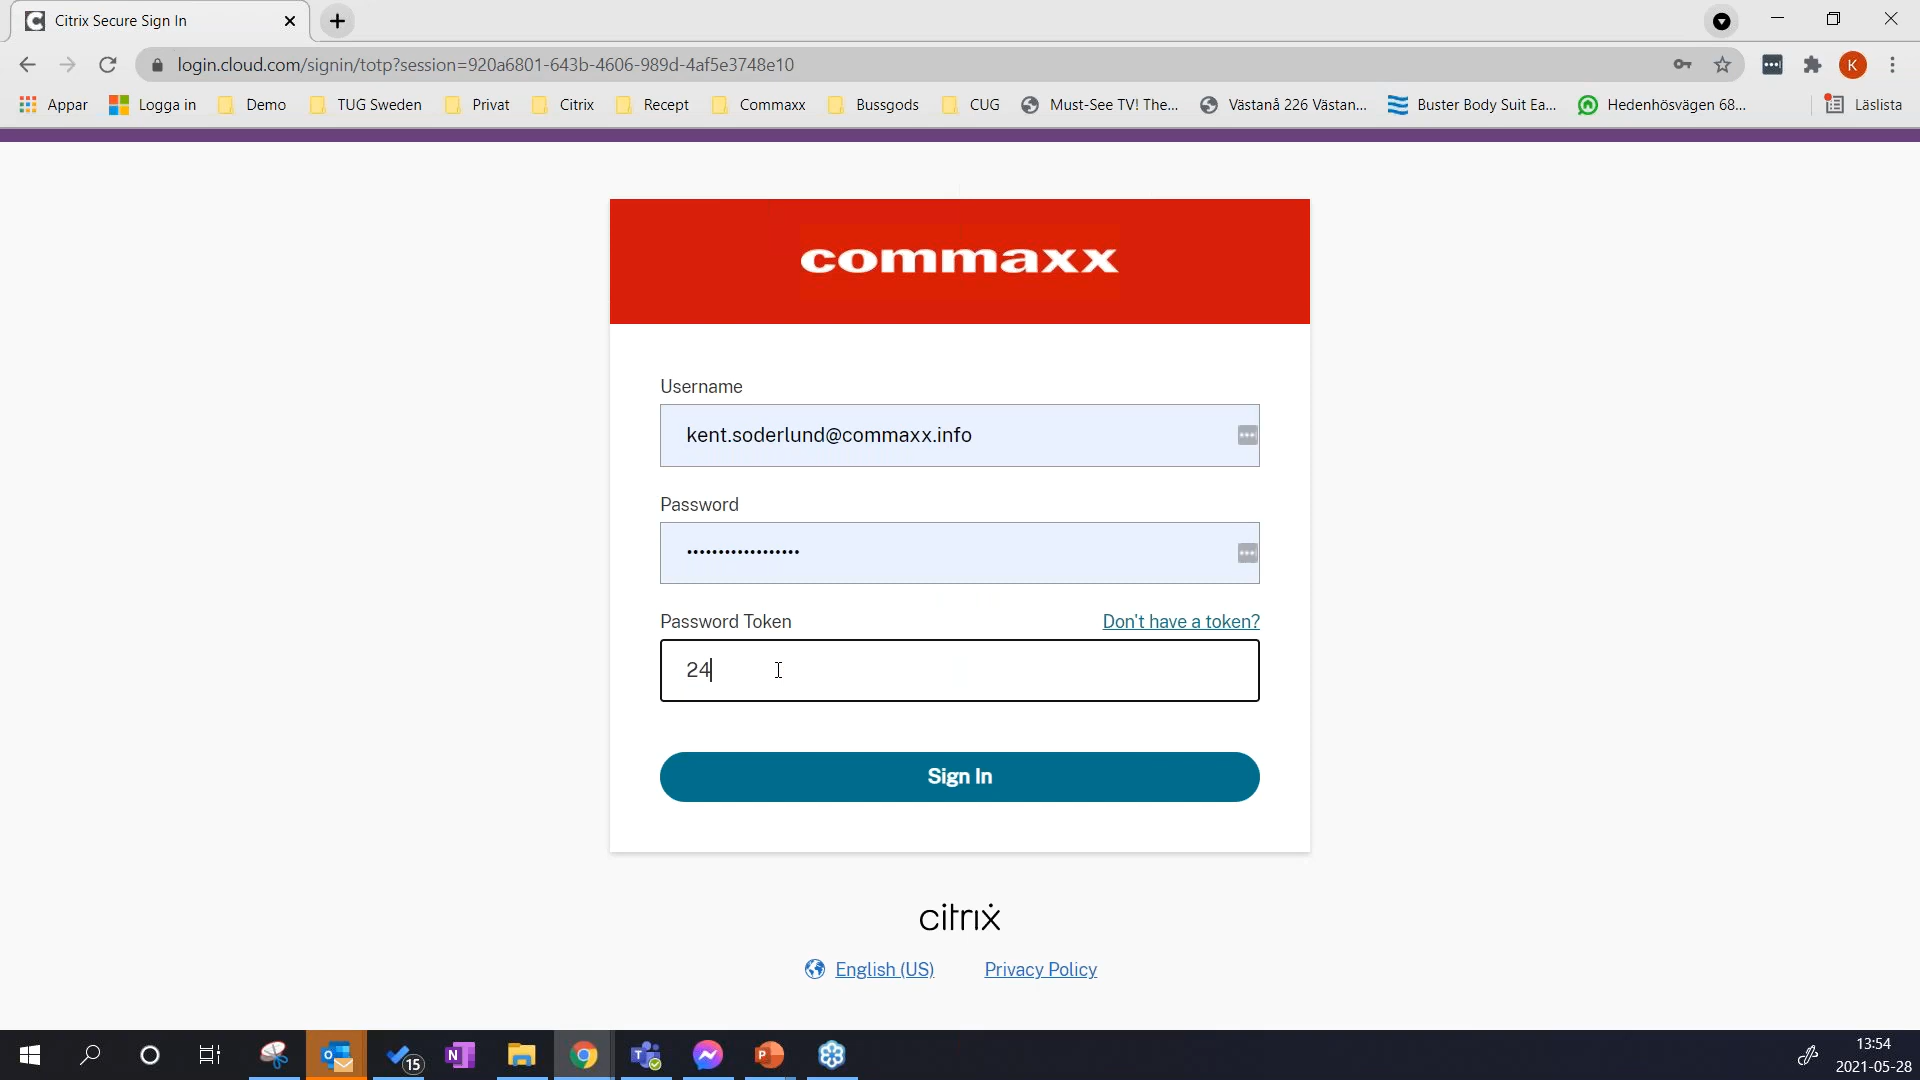 Citrix Secure Sign In
login.cloud.com/signin/totp?session=920a6801-643b-4606-989d-4af5e3748e10
K
Appar Logga in Demo TUG Sweden Privat Citrix Recept Commaxx Bussgods CUG Must-See TV! The... Västanå 226 Västan... Buster Body Suit Ea... Hedenhösvägen 68... Läslista
commaxx
Username
kent.soderlund@commaxx.info
Password
Password Token Don't have a token?
24
Sign In
citrix
English (US) Privacy Policy
15
13:54
2021-05-28